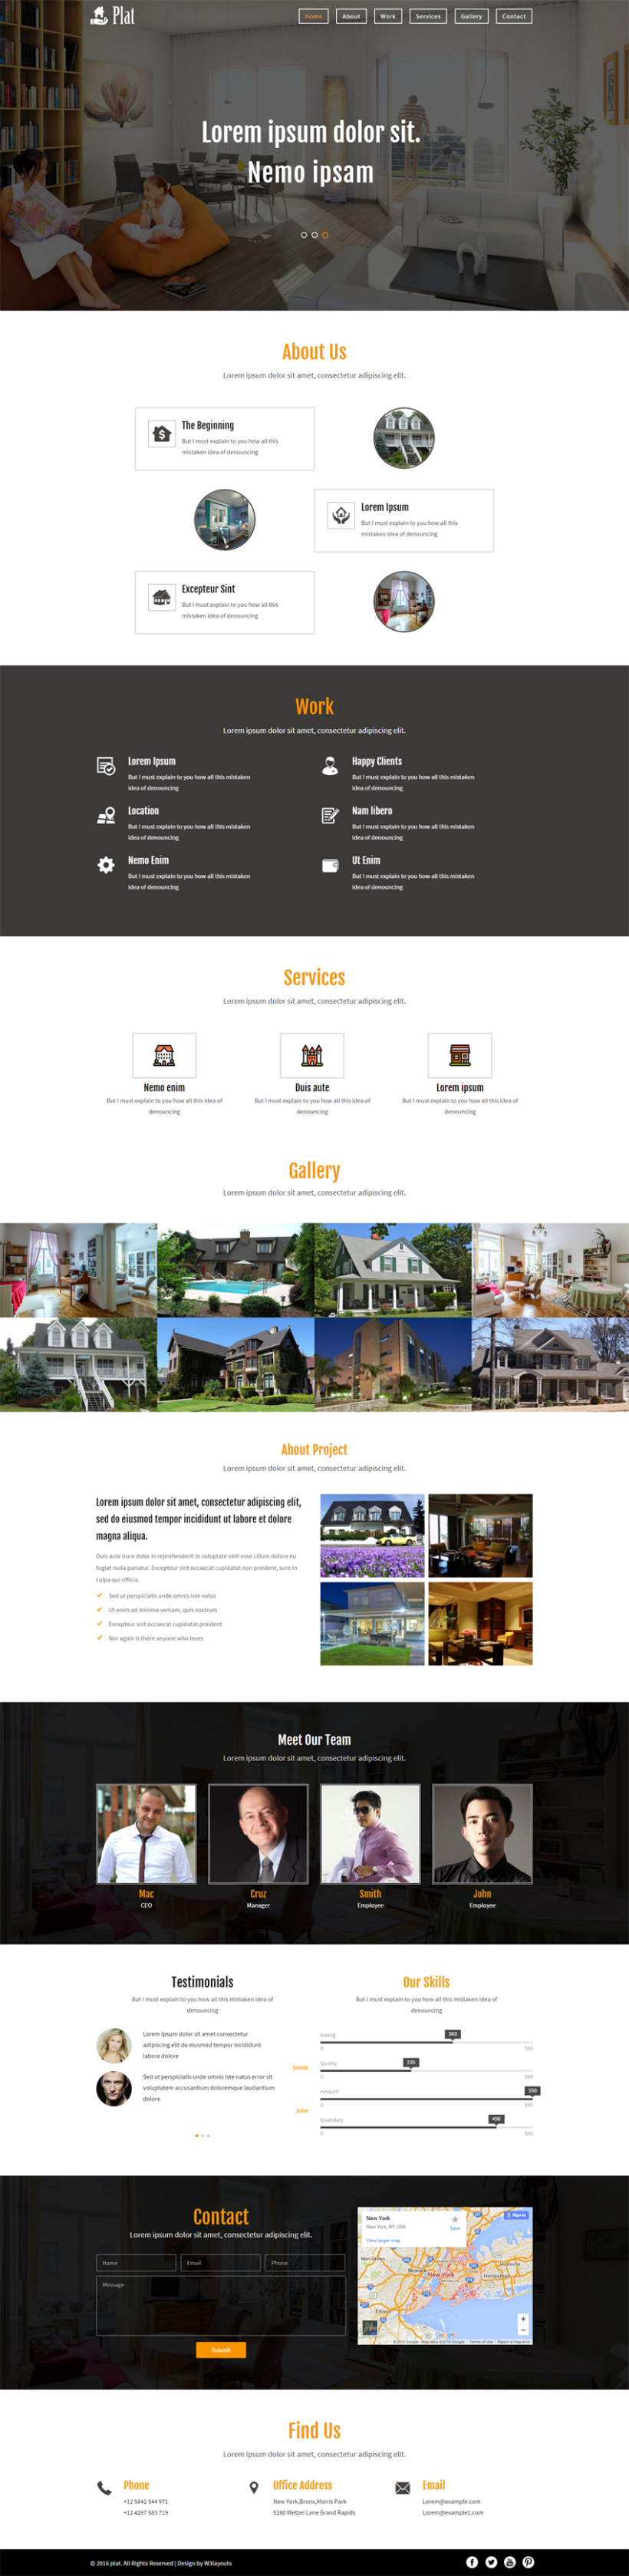 Plat
Home About Work Services Gallery Contact
Lorem ipsum dolor sit.
Nemo ipsam
About Us
Lorem ipsum dolor sit amet, consectetur adipiscing elit.
The Beginning
But I must explain to you how all this
mistaken idea of denouncing
Lorem Ipsum
But I must explain to you how all this
mistaken idea of denouncing
Excepteur Sint
But I must explain to you how all this
mistaken idea of denouncing
Work
Lorem ipsum dolor sit amet, consectetur adipiscing elit.
Lorem Ipsum
But I must explain to you how all this mistaken
idea of denouncing
Happy Clients
But I must explain to you how all this mistaken
idea of denouncing
Location
But I must explain to you how all this mistaken
idea of denouncing
Nam libero
But I must explain to you how all this mistaken
idea of denouncing
Nemo Enim
But I must explain to you how all this mistaken
idea of denouncing
Ut Enim
But I must explain to you how all this mistaken
idea of denouncing
Services
Lorem ipsum dolor sit amet, consectetur adipiscing elit.
Nemo enim
But I must explain to you how all this idea of
denouncing
Duis aute
But I must explain to you how all this idea of
denouncing
Lorem ipsum
But I must explain to you how all this idea of
denouncing
Gallery
Lorem ipsum dolor sit amet, consectetur adipiscing elit.
About Project
Lorem ipsum dolor sit amet, consectetur adipiscing elit.
Lorem ipsum dolor sit amet, consectetur adipiscing elit,
sed do eiusmod tempor incididunt ut labore et dolore
magna aliqua.
Duis aute irure dolor in reprehenderit in voluptate velit esse cillum dolore eu
fugiat nulla pariatur. Excepteur sint occaecat cupidatat non proident, sunt in
culpa qui officia.
Sed ut perspiciatis unde omnis iste natus
Ut enim ad minima veniam, quis nostrum
Excepteur sint occaecat cupidatat proident
Nor again is there anyone who loves
Meet Our Team
Lorem ipsum dolor sit amet, consectetur adipiscing elit.
Mac
CEO
Cruz
Manager
Smith
Employee
John
Employee
Testimonials
But I must explain to you how all this mistaken idea of
denouncing
Lorem ipsum dolor sit amet consectetur
adipiscing elit do eiusmod tempor incididunt
labore dolore
Smith
Sed ut perspiciatis unde omnis iste natus error sit
voluptatem accusantium doloremque laudantium
dolore
John
Our Skills
But I must explain to you how all this mistaken idea of
denouncing
Rating
343
0 550
Quality
235
0 550
Amount
550
0 550
Quandary
456
0 550
Contact
Lorem ipsum dolor sit amet, consectetur adipiscing elit.
Name Email Phone
Message
Submit
New York
New York, NY, USA
Save
View larger map
Sign in
Morristown
Newark
New York
Hicksville
Hempstead
Edison
Google
Terms of Use
Report a map error
Find Us
Lorem ipsum dolor sit amet, consectetur adipiscing elit.
Phone
+12 5842 544 971
+12 4267 583 719
Office Address
New York,Bronx,Morris Park
5280 Wetzel Lane Grand Rapids
Email
Lorem@example.com
Lorem@example1.com
© 2016 plat. All Rights Reserved | Design by W3layouts